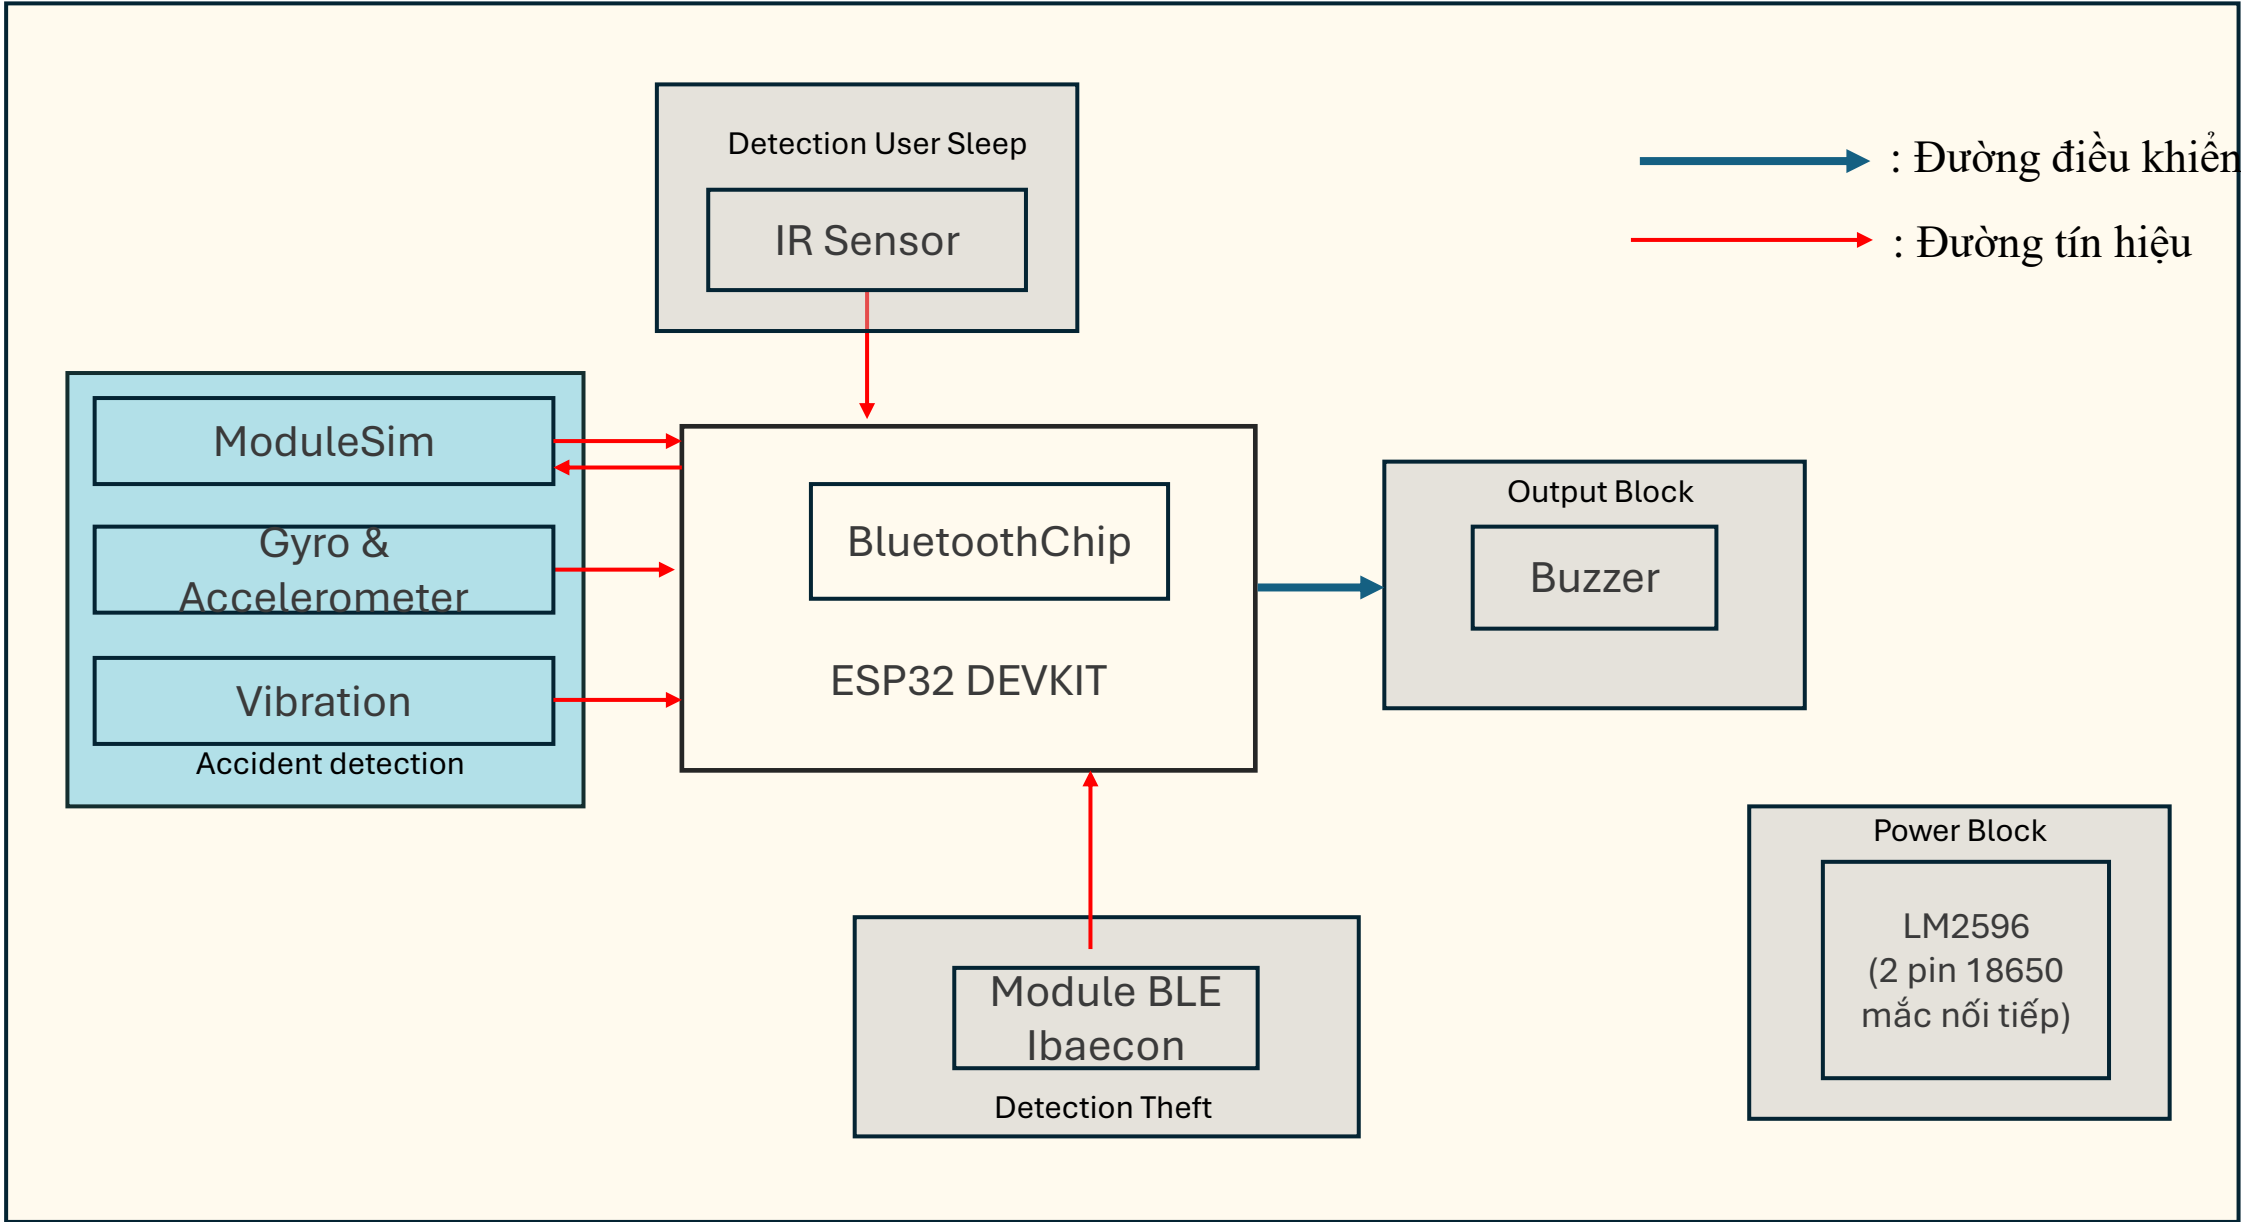 Detection User Sleep
IR Sensor
: Đường điều khiển
: Đường tín hiệu
ModuleSim
Gyro &
Accelerometer
Vibration
Accident detection
BluetoothChip
ESP32 DEVKIT
Output Block
Buzzer
Module BLE
Ibaecon
Detection Theft
Power Block
LM2596
(2 pin 18650
mắc nối tiếp)